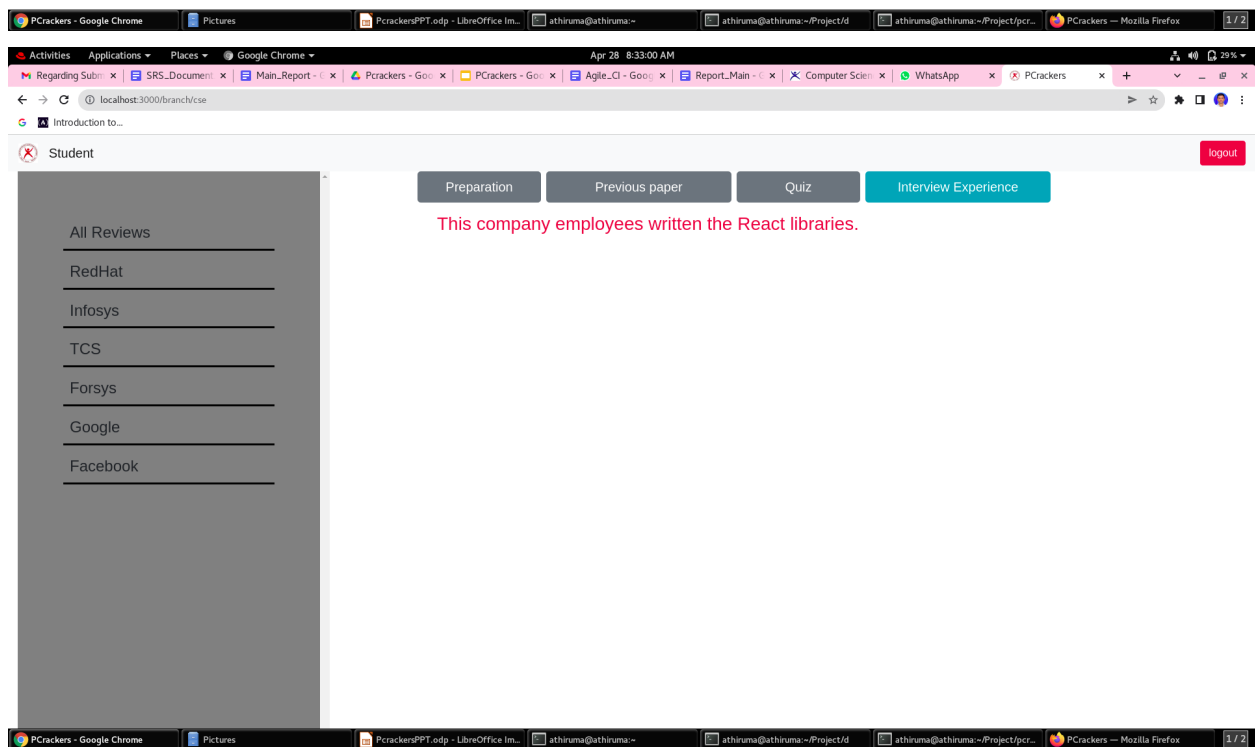 PCrackers - Google Chrome Pictures PcrackersPPT.odp - LibreOffice Im... athiruma@athiruma:~ athiruma@athiruma:~/Project/d athiruma@athiruma:~/Project/pcr... PCrackers — Mozilla Firefox 1 / 2
Activities Applications Places Google Chrome Apr 28 8:33:00 AM 29%
Regarding Subm SRS_Document Main_Report - G Pcrackers - Goo PCrackers - Goo Agile_CI - Goog Report_Main - G Computer Scien WhatsApp PCrackers
localhost:3000/branch/cse
Introduction to...
Student logout
Preparation Previous paper Quiz Interview Experience
This company employees written the React libraries.
All Reviews
RedHat
Infosys
TCS
Forsys
Google
Facebook
PCrackers - Google Chrome Pictures PcrackersPPT.odp - LibreOffice Im... athiruma@athiruma:~ athiruma@athiruma:~/Project/d athiruma@athiruma:~/Project/pcr... PCrackers — Mozilla Firefox 1 / 2